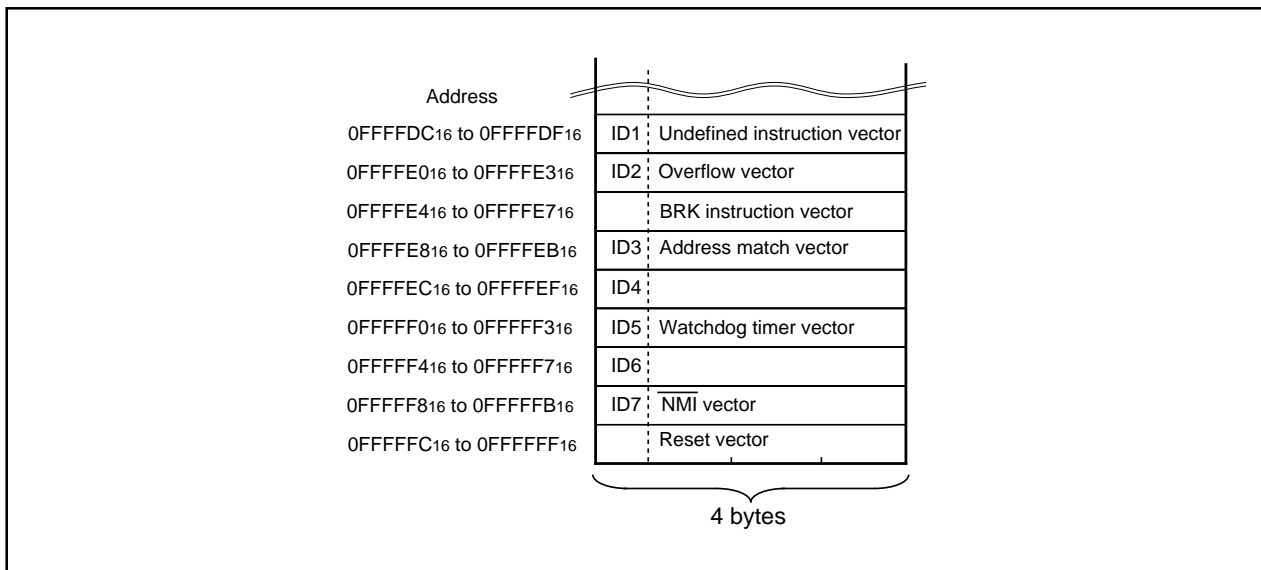 Address
0FFFFDC16 to 0FFFFDF16 ID1 Undefined instruction vector
0FFFFE016 to 0FFFFE316 ID2 Overflow vector
0FFFFE416 to 0FFFFE716 BRK instruction vector
0FFFFE816 to 0FFFFEB16 ID3 Address match vector
0FFFFEC16 to 0FFFFEF16 ID4
0FFFFF016 to 0FFFFF316 ID5 Watchdog timer vector
0FFFFF416 to 0FFFFF716 ID6
0FFFFF816 to 0FFFFFB16 ID7 N̅M̅I̅ vector
0FFFFFC16 to 0FFFFFF16 Reset vector
4 bytes